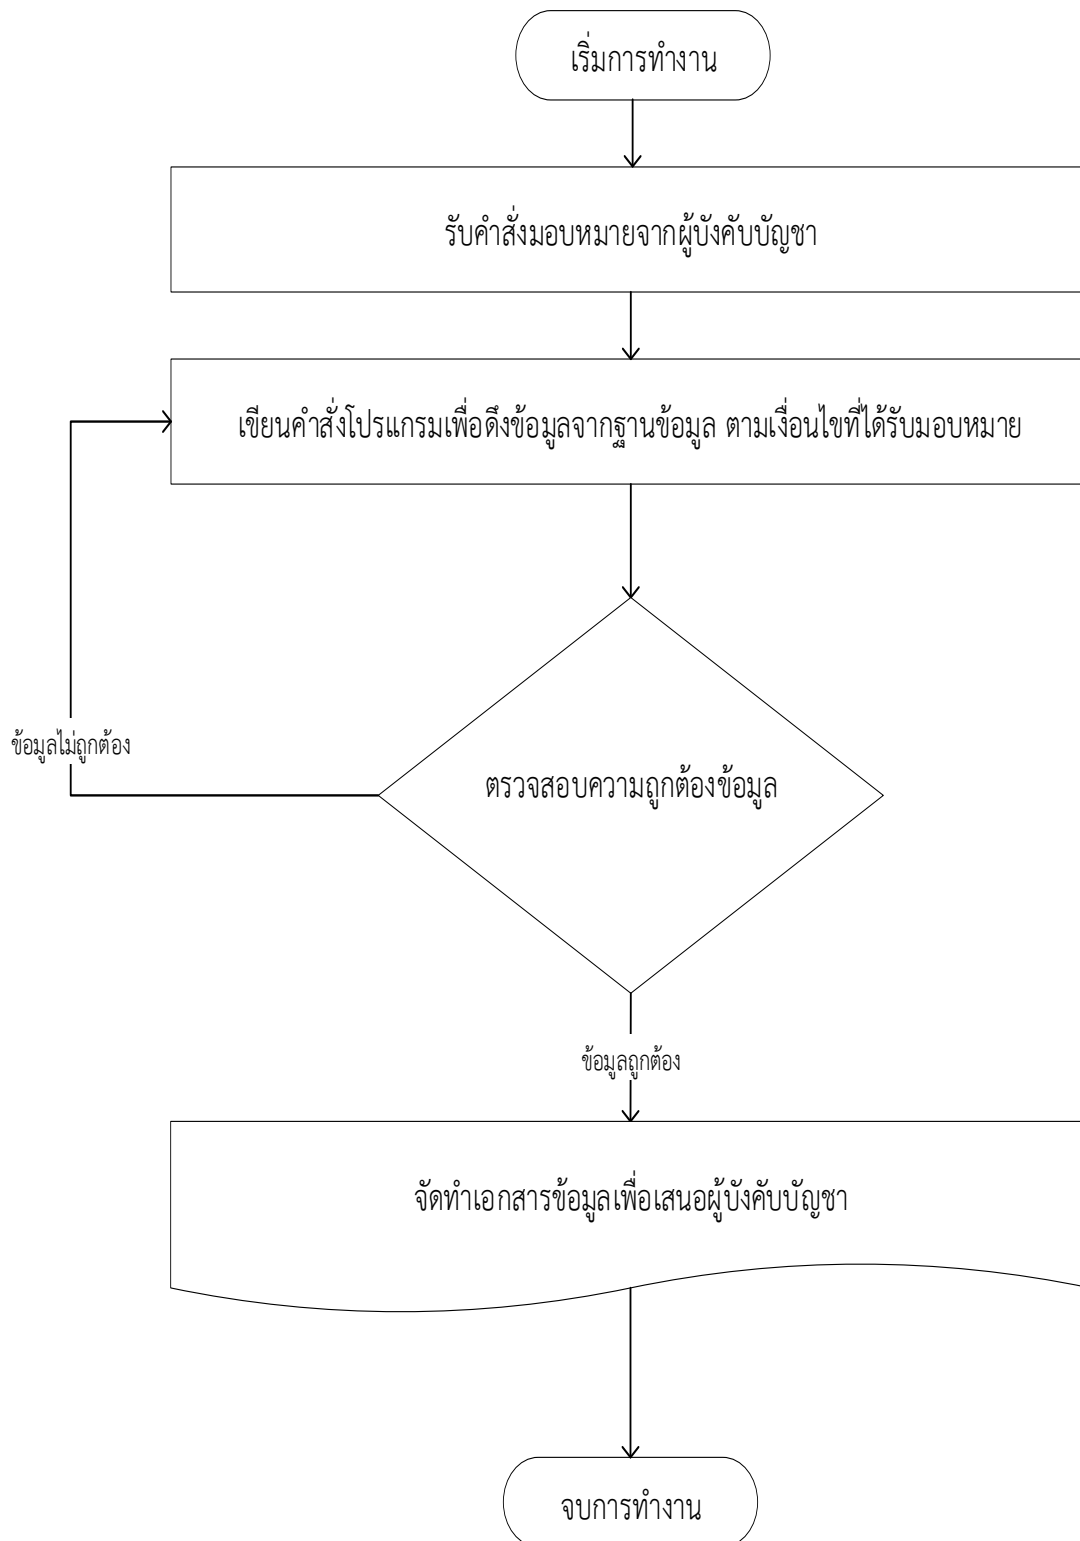 เริ่มการทำงาน
รับคำสั่งมอบหมายจากผู้บังคับบัญชา
เขียนคำสั่งโปรแกรมเพื่อดึงข้อมูลจากฐานข้อมูล ตามเงื่อนไขที่ได้รับมอบหมาย
ข้อมูลไม่ถูกต้อง
ตรวจสอบความถูกต้องข้อมูล
ข้อมูลถูกต้อง
จัดทำเอกสารข้อมูลเพื่อเสนอผู้บังคับบัญชา
จบการทำงาน